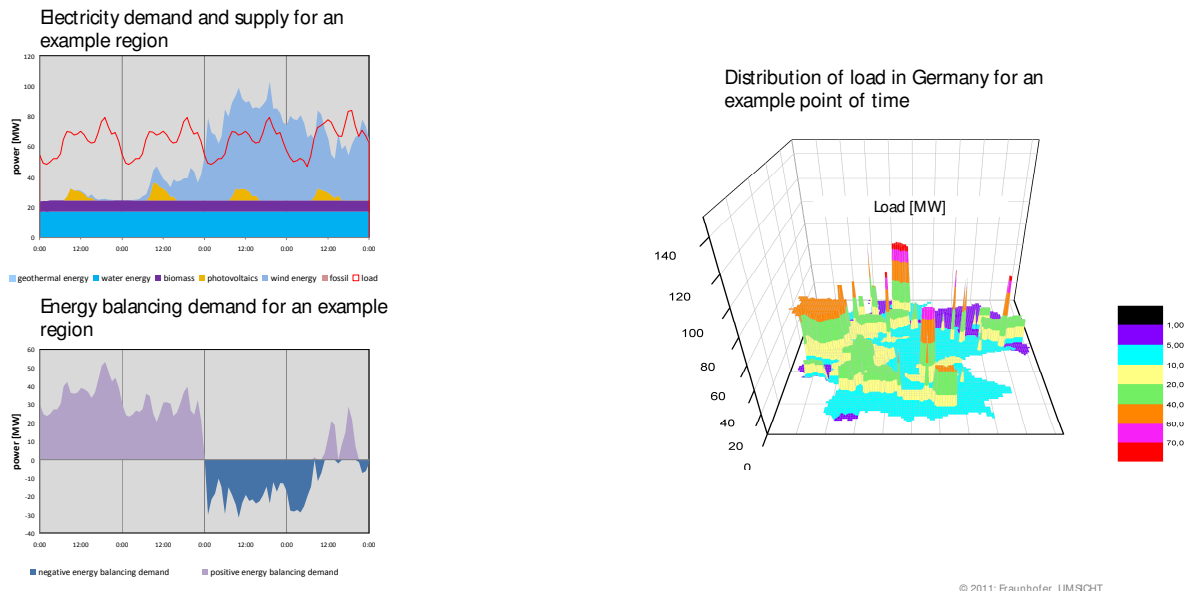 Electricity demand and supply for an
example region
120
100
80
60
40
20
0
power [MW]
0:00 12:00 0:00 12:00 0:00 12:00 0:00 12:00 0:00
geothermal energy water energy biomass photovoltaics wind energy fossil load
Energy balancing demand for an example
region
60
50
40
30
20
10
0
-10
-20
-30
-40
power [MW]
0:00 12:00 0:00 12:00 0:00 12:00 0:00 12:00 0:00
negative energy balancing demand positive energy balancing demand
Distribution of load in Germany for an
example point of time
Load [MW]
140
120
100
80
60
40
20
0
1,00
5,00
10,0
20,0
40,0
60,0
70,0
© 2011; Fraunhofer UMSICHT